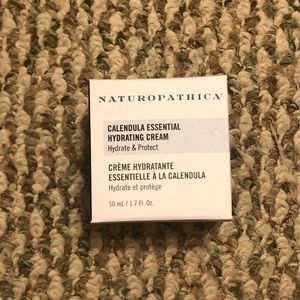 NATUROPATHICA®
CALENDULA ESSENTIAL
HYDRATING CREAM
Hydrate & Protect
CRÈME HYDRATANTE
ESSENTIELLE À LA CALENDULA
Hydrate et protège
50 mL / 1.7 Fl. Oz.